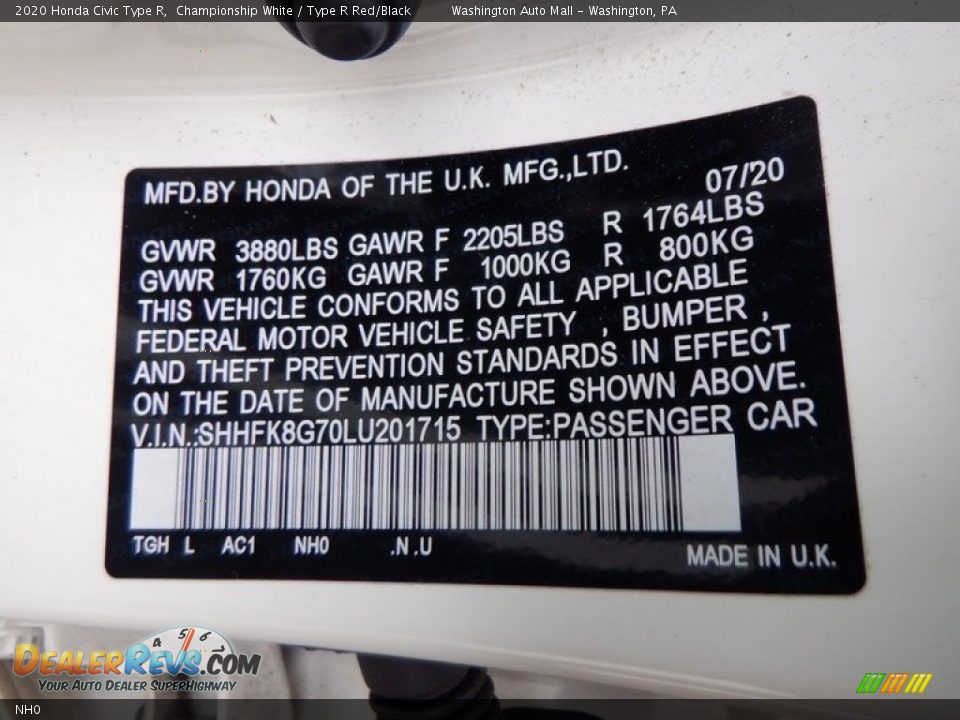 2020 Honda Civic Type R, Championship White / Type R Red/Black Washington Auto Mall - Washington, PA
MFD.BY HONDA OF THE U.K. MFG.,LTD. 07/20
GVWR 3880LBS GAWR F 2205LBS R 1764LBS
GVWR 1760KG GAWR F 1000KG R 800KG
THIS VEHICLE CONFORMS TO ALL APPLICABLE
FEDERAL MOTOR VEHICLE SAFETY , BUMPER ,
AND THEFT PREVENTION STANDARDS IN EFFECT
ON THE DATE OF MANUFACTURE SHOWN ABOVE.
V.I.N.:SHHFK8G70LU201715 TYPE:PASSENGER CAR
TGH L AC1 NH0 .N .U
MADE IN U.K.
4 5 6
DEALERREVS.COM
YOUR AUTO DEALER SUPERHIGHWAY
NH0